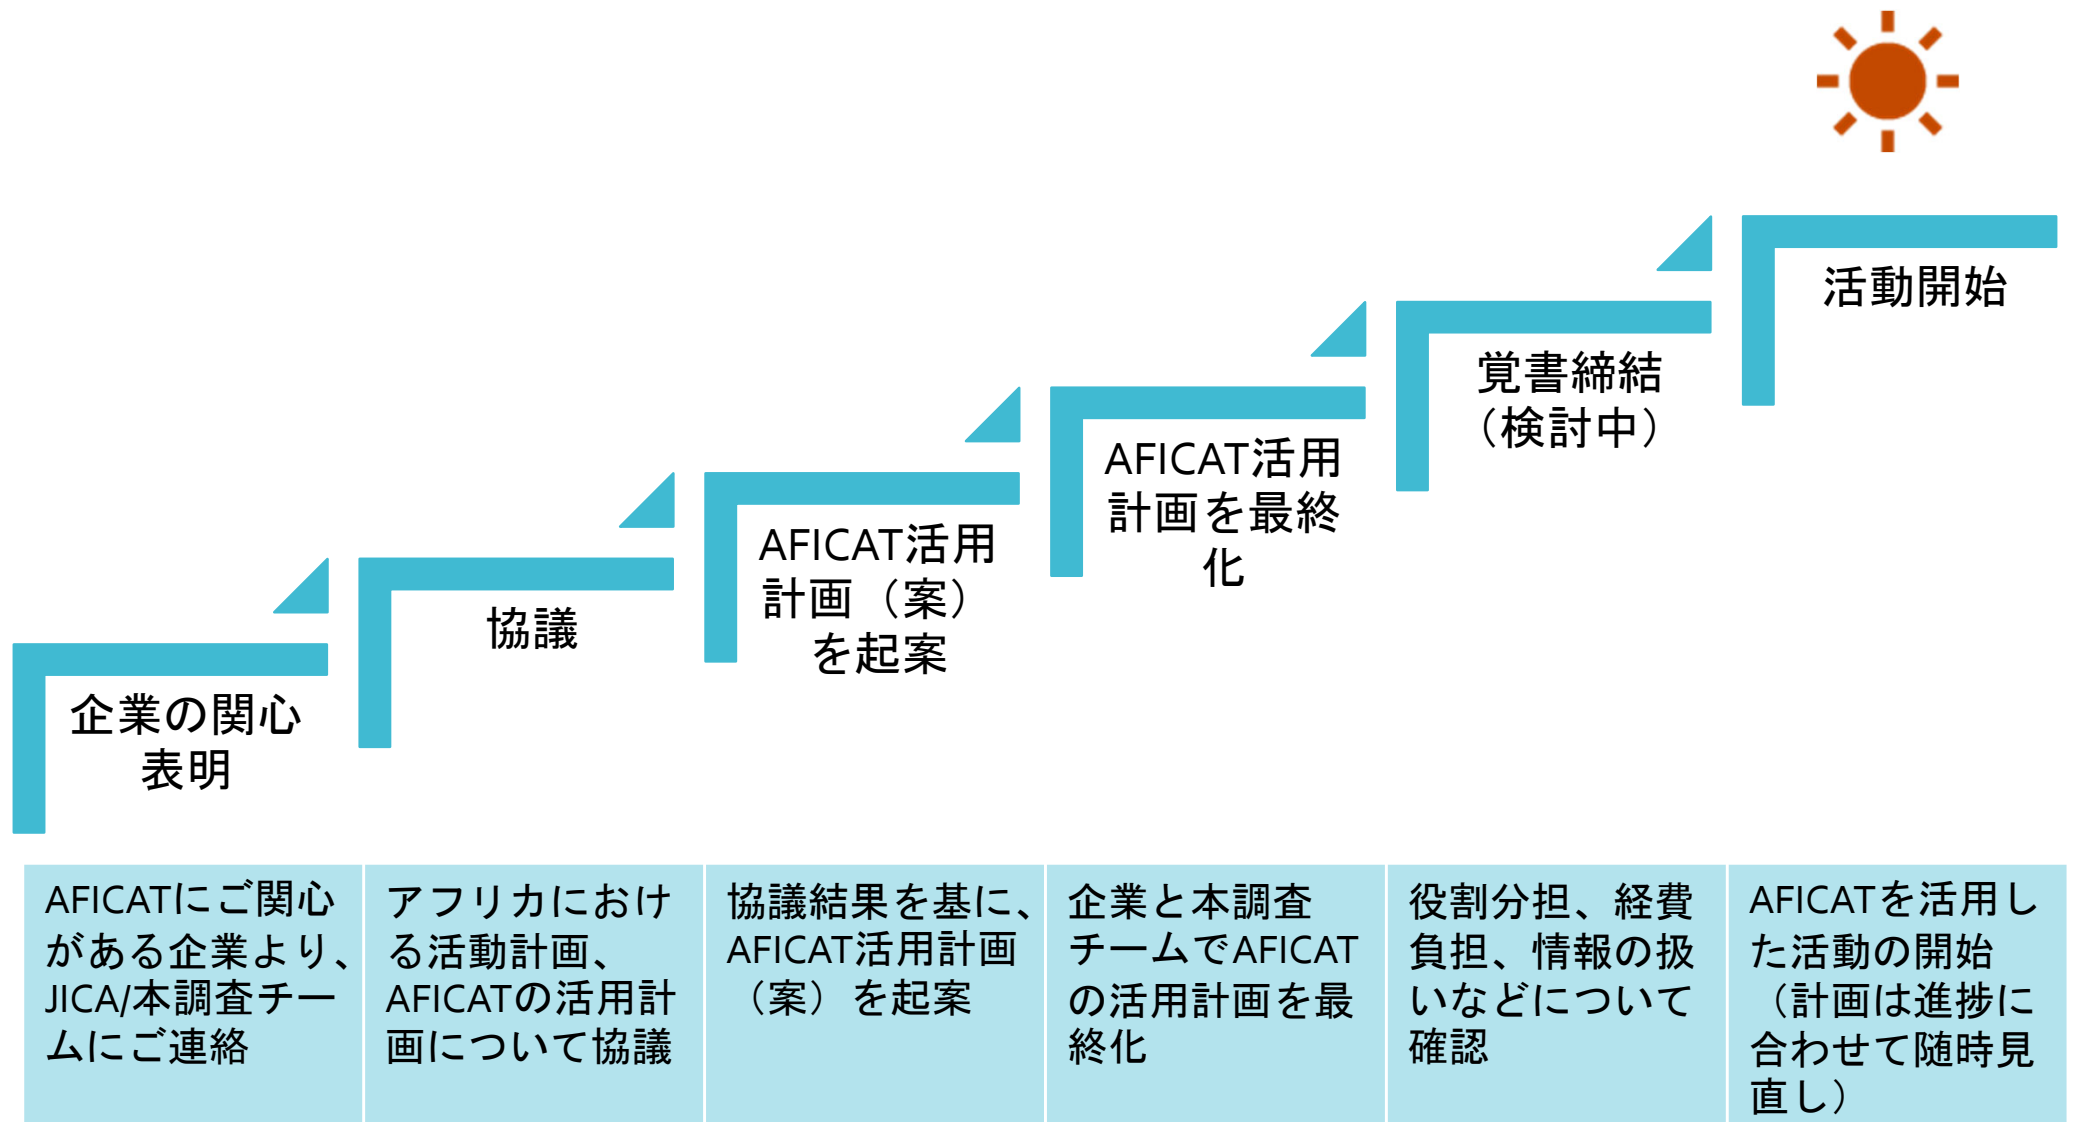 企業の関心
表明
協議
AFICAT活用
計画（案）
を起案
AFICAT活用
計画を最終
化
覚書締結
（検討中）
活動開始
AFICATにご関心
がある企業より、
JICA/本調査チー
ムにご連絡
アフリカにおけ
る活動計画、
AFICATの活用計
画について協議
協議結果を基に、
AFICAT活用計画
（案）を起案
企業と本調査
チームでAFICAT
の活用計画を最
終化
役割分担、経費
負担、情報の扱
いなどについて
確認
AFICATを活用し
た活動の開始
（計画は進捗に
合わせて随時見
直し）